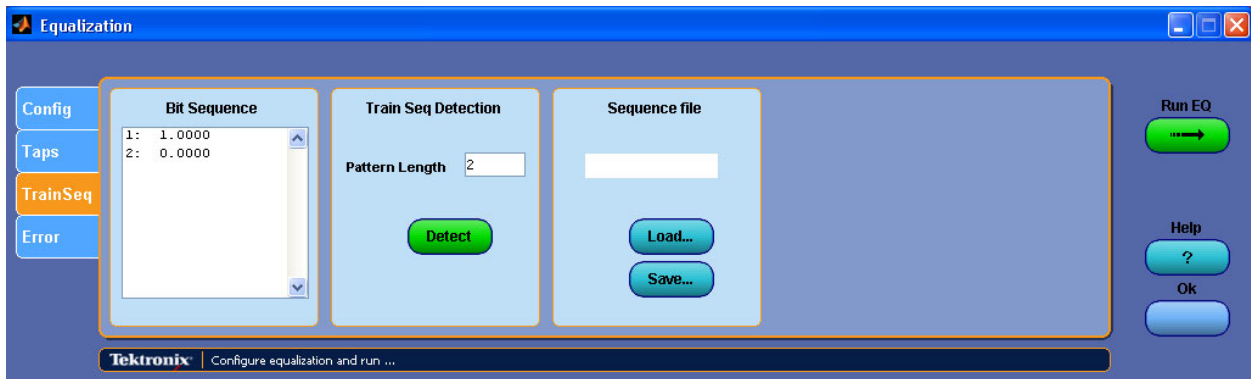 Equalization
Config
Taps
TrainSeq
Error
Bit Sequence
1: 1.0000
2: 0.0000
Train Seq Detection
Pattern Length 2
Detect
Sequence file
Load...
Save...
Run EQ
Help
?
Ok
Tektronix Configure equalization and run ...